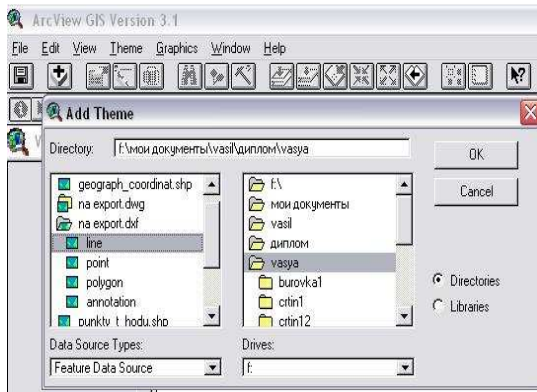 ArcView GIS Version 3.1
File Edit View Theme Graphics Window Help
Add Theme
Directory: f:\мои документы\vasil\диплом\vasya
OK
Cancel
geograph_coordinat.shp
na export.dwg
na export.dxf
line
point
polygon
annotation
punktv t hodu.shp
f:\
мои документы
vasil
диплом
vasya
burovka1
crtin1
crtin12
Directories
Libraries
Data Source Types:
Feature Data Source
Drives:
f: